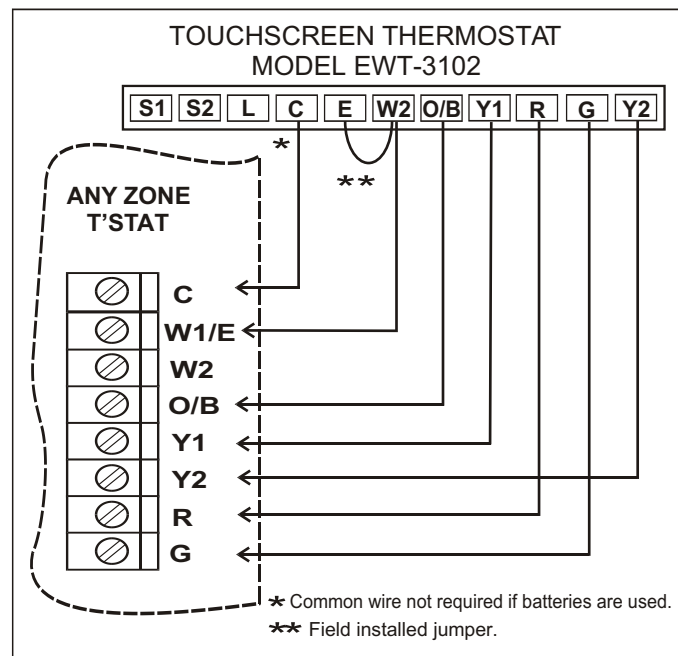 TOUCHSCREEN THERMOSTAT
MODEL EWT-3102
S1 S2 L C E W2 O/B Y1 R G Y2
*
**
ANY ZONE
T'STAT
C
W1/E
W2
O/B
Y1
Y2
R
G
* Common wire not required if batteries are used.
** Field installed jumper.